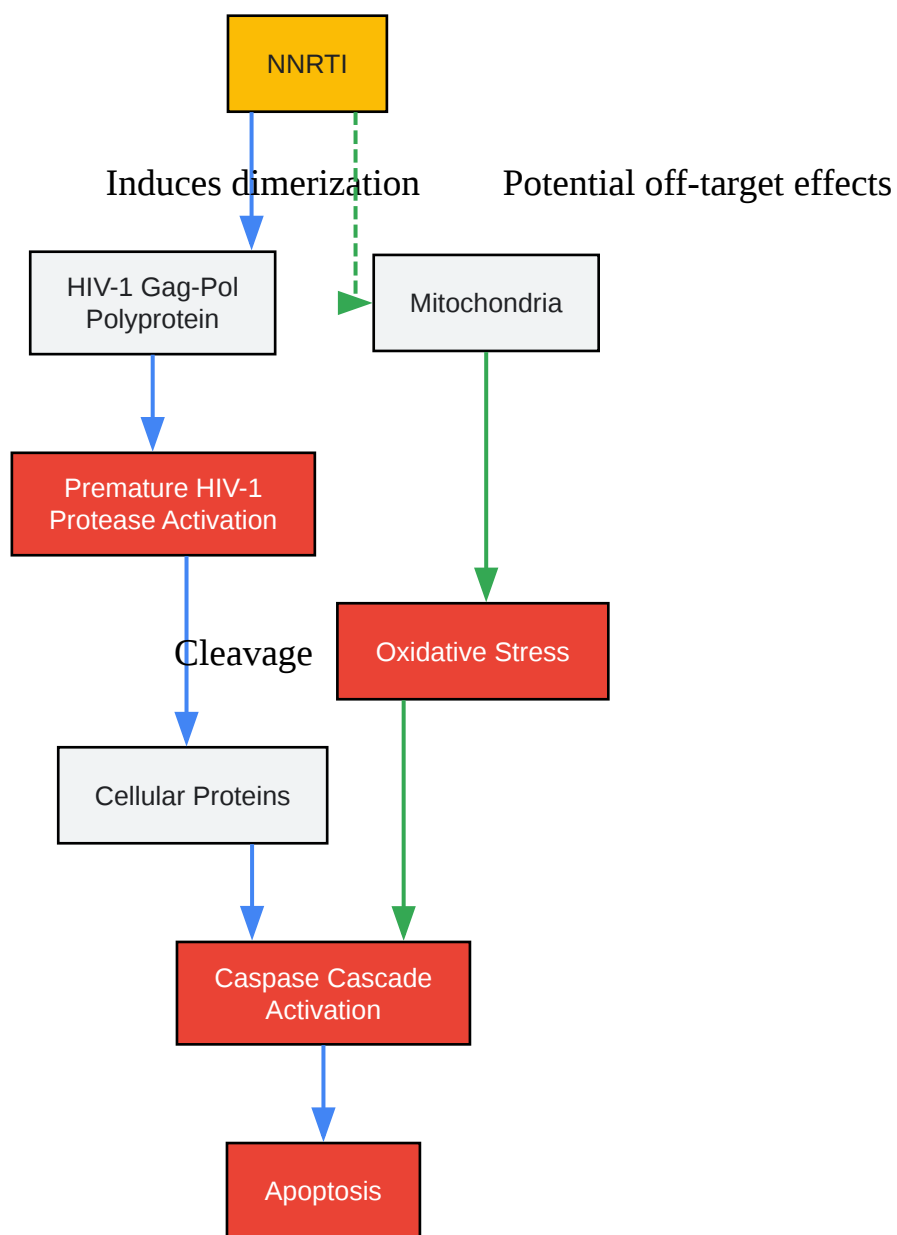 NNRTI
Induces dimerization
Potential off-target effects
HIV-1 Gag-Pol
Polyprotein
Mitochondria
Premature HIV-1
Protease Activation
Cleavage
Oxidative Stress
Cellular Proteins
Caspase Cascade
Activation
Apoptosis